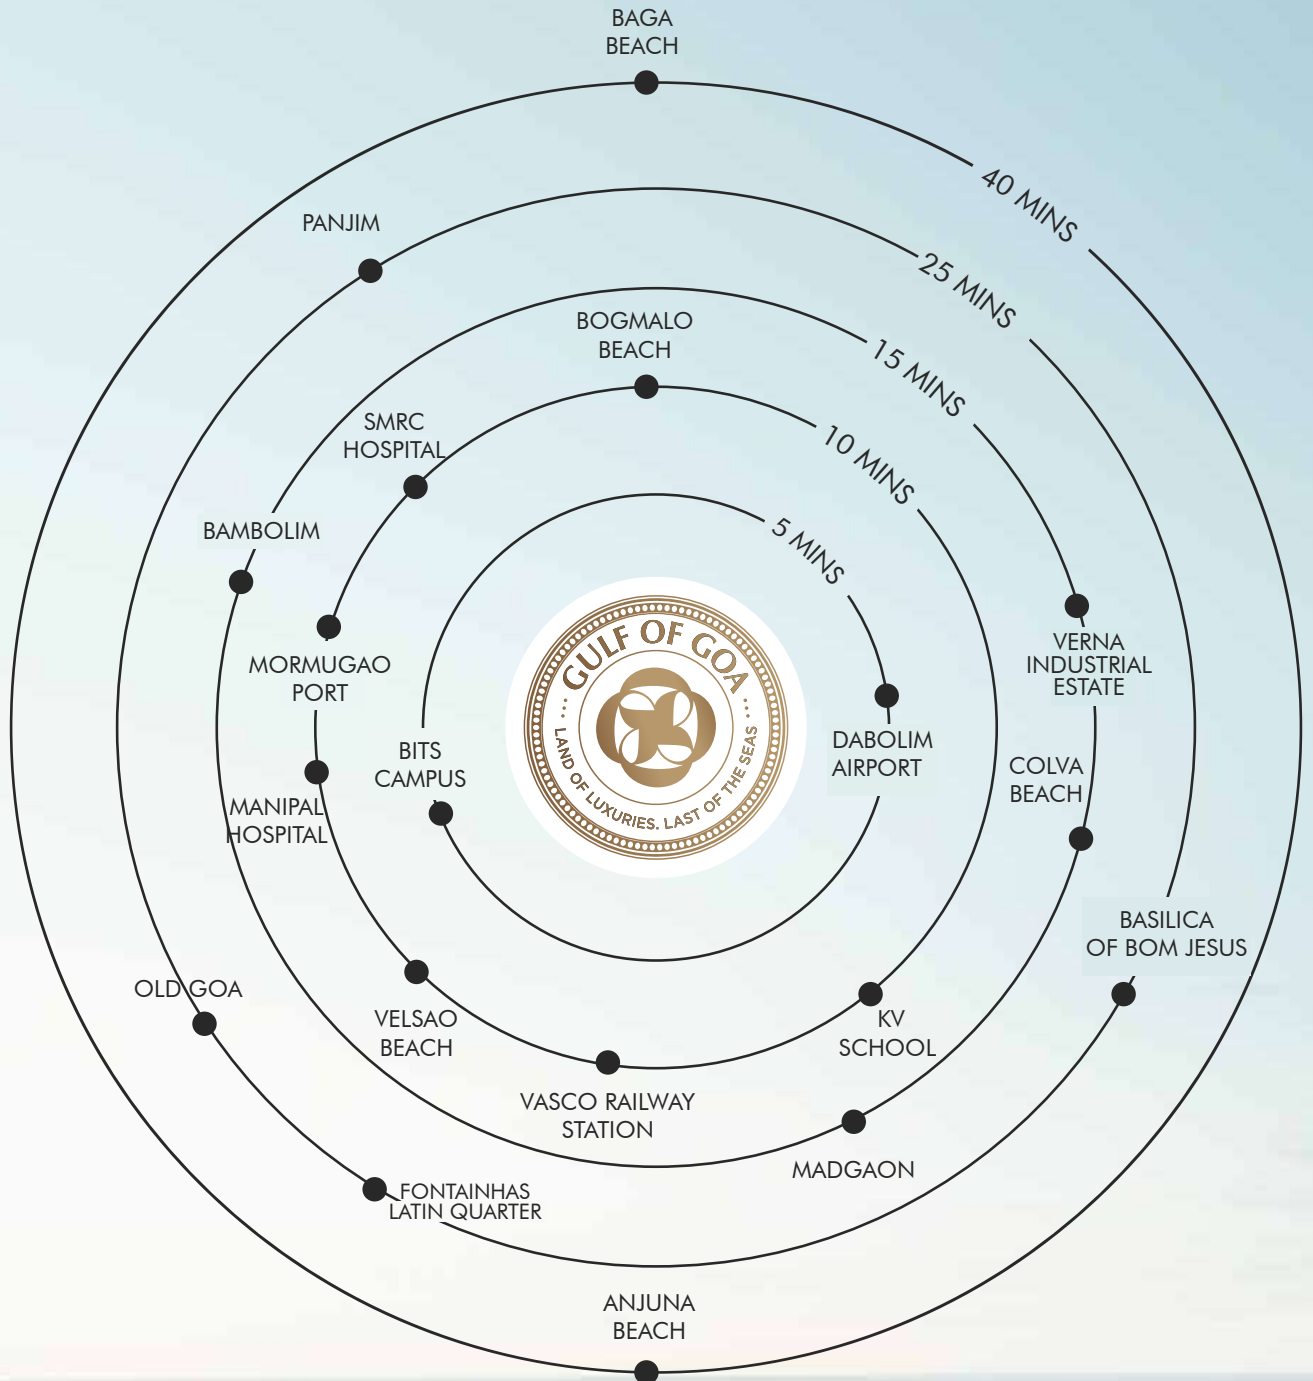 BAGA
BEACH
40 MINS
PANJIM
25 MINS
BOGMALO
BEACH
15 MINS
SMRC
HOSPITAL
10 MINS
BAMBOLIM
5 MINS
GULF OF GOA
LAND OF LUXURIES. LAST OF THE SEAS
VERNA
INDUSTRIAL
ESTATE
MORMUGAO
PORT
BITS
CAMPUS
DABOLIM
AIRPORT
COLVA
BEACH
MANIPAL
HOSPITAL
BASILICA
OF BOM JESUS
OLD GOA
VELSAO
BEACH
KV
SCHOOL
VASCO RAILWAY
STATION
MADGAON
FONTAINHAS
LATIN QUARTER
ANJUNA
BEACH